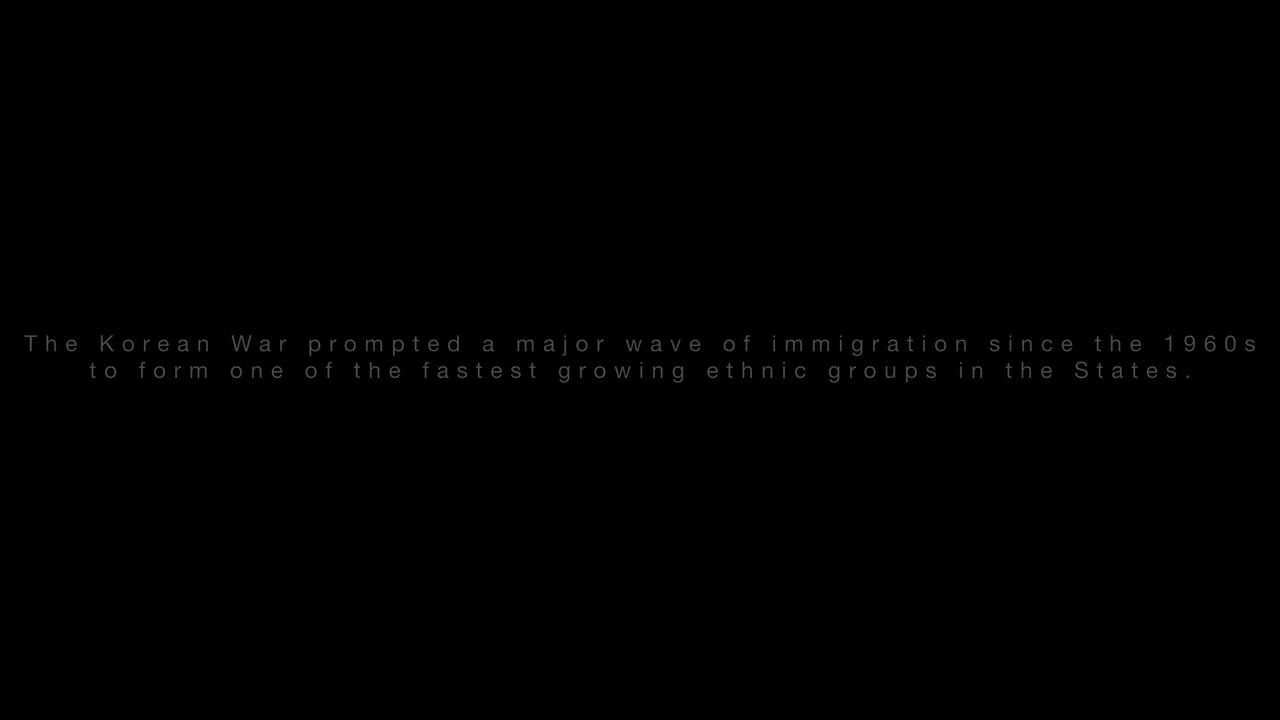 The Korean War prompted a major wave of immigration since the 1960s
to form one of the fastest growing ethnic groups in the States.